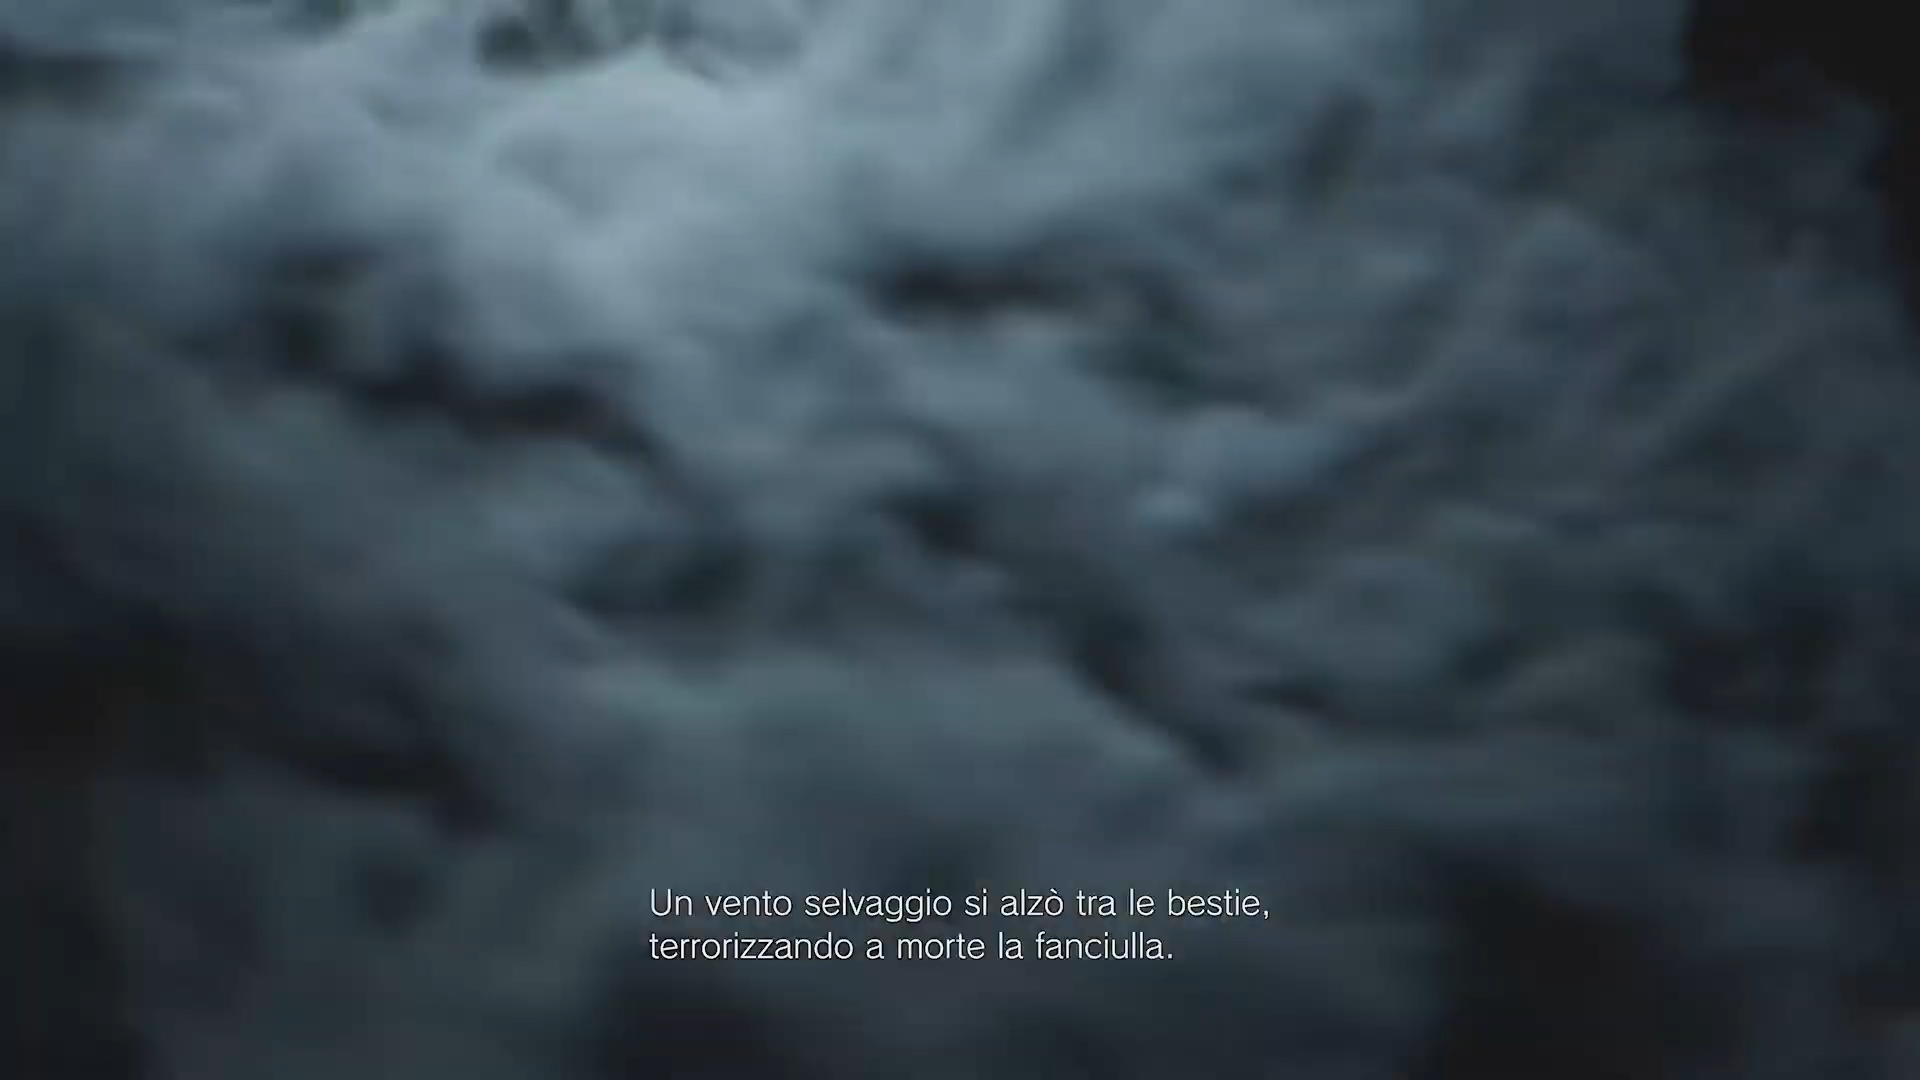 Un vento selvaggio si alzò tra le bestie,
terrorizzando a morte la fanciulla.